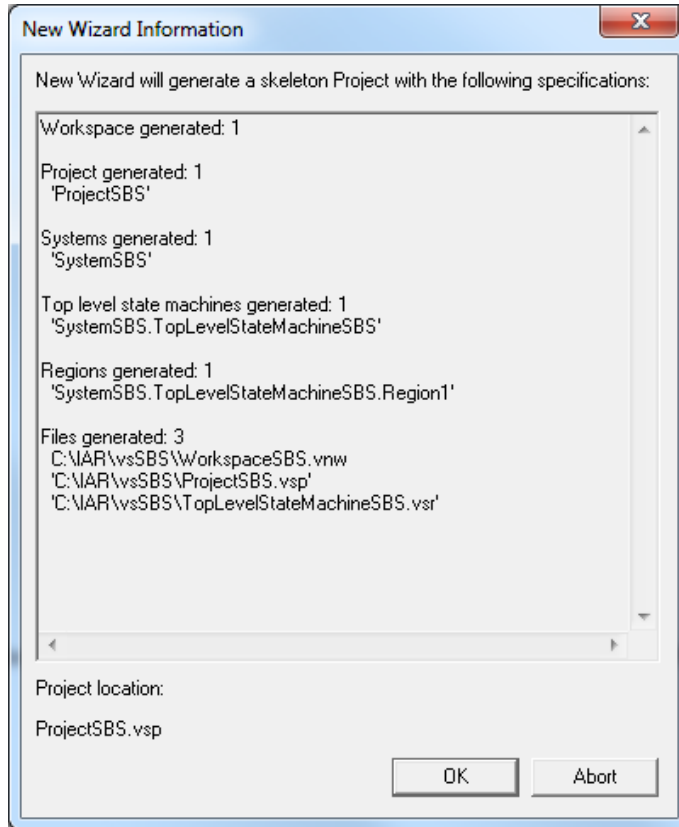 New Wizard Information
New Wizard will generate a skeleton Project with the following specifications:
Workspace generated: 1
Project generated: 1
'ProjectSBS'
Systems generated: 1
'SystemSBS'
Top level state machines generated: 1
'SystemSBS.TopLevelStateMachineSBS'
Regions generated: 1
'SystemSBS.TopLevelStateMachineSBS.Region1'
Files generated: 3
C:\IAR\vsSBS\WorkspaceSBS.vnw
'C:\IAR\vsSBS\ProjectSBS.vsp'
'C:\IAR\vsSBS\TopLevelStateMachineSBS.vsr'
Project location:
ProjectSBS.vsp
OK
Abort